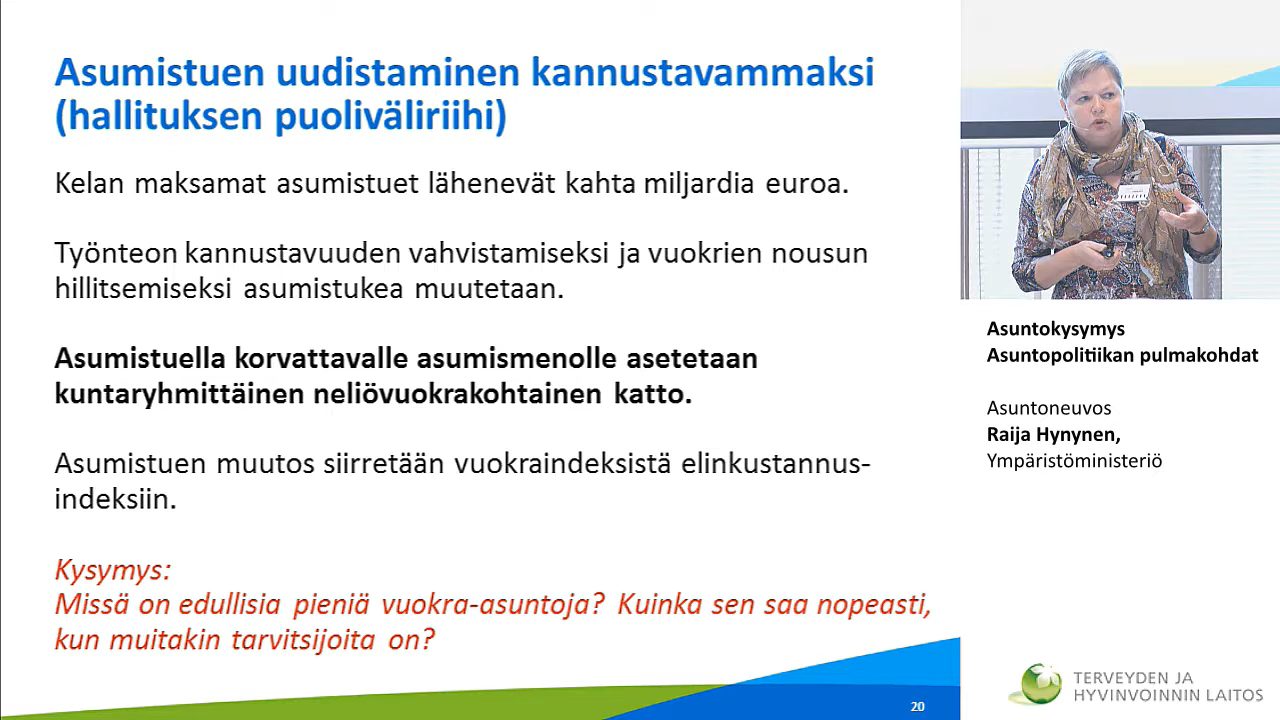 Asumistuen uudistaminen kannustavammaksi
(hallituksen puoliväliriihi)
Kelan maksamat asumistuet lähenevät kahta miljardia euroa.
Työnteon kannustavuuden vahvistamiseksi ja vuokrien nousun
hillitsemiseksi asumistukea muutetaan.
Asumistuella korvattavalle asumismenolle asetetaan
kuntaryhmittäinen neliövuokrakohtainen katto.
Asumistuen muutos siirretään vuokraindeksistä elinkustannus-
indeksiin.
Kysymys:
Missä on edullisia pieniä vuokra-asuntoja? Kuinka sen saa nopeasti,
kun muitakin tarvitsijoita on?
20
Asuntokysymys
Asuntopolitiikan pulmakohdat
Asuntoneuvos
Raija Hynynen,
Ympäristöministeriö
TERVEYDEN JA
HYVINVOINNIN LAITOS